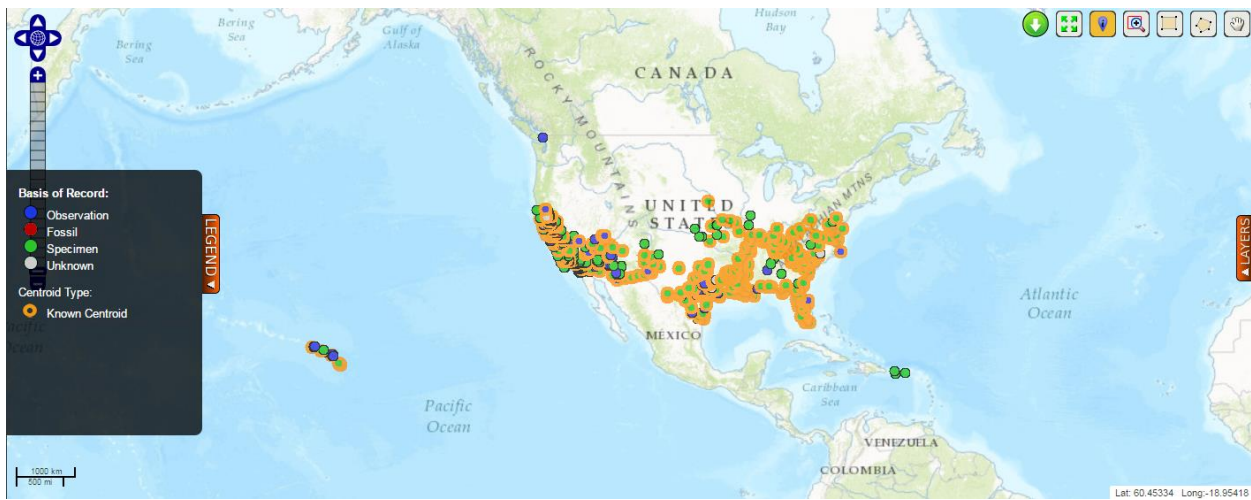 Hudson
Bay
Bering
Sea
Bering
Sea
Gulf of
Alaska
CANADA
ROCKY MOUNTAINS
UNITED
STATE
MTNS
Basis of Record:
Observation
Fossil
Specimen
Unknown
Centroid Type:
Known Centroid
LEGEND
LAYERS
Atlantic
Ocean
MÉXICO
Caribbean
Sea
Pacific
Ocean
VENEZUELA
COLOMBIA
1000 km
500 mi
Lat: 60.45334 Long:-18.95418